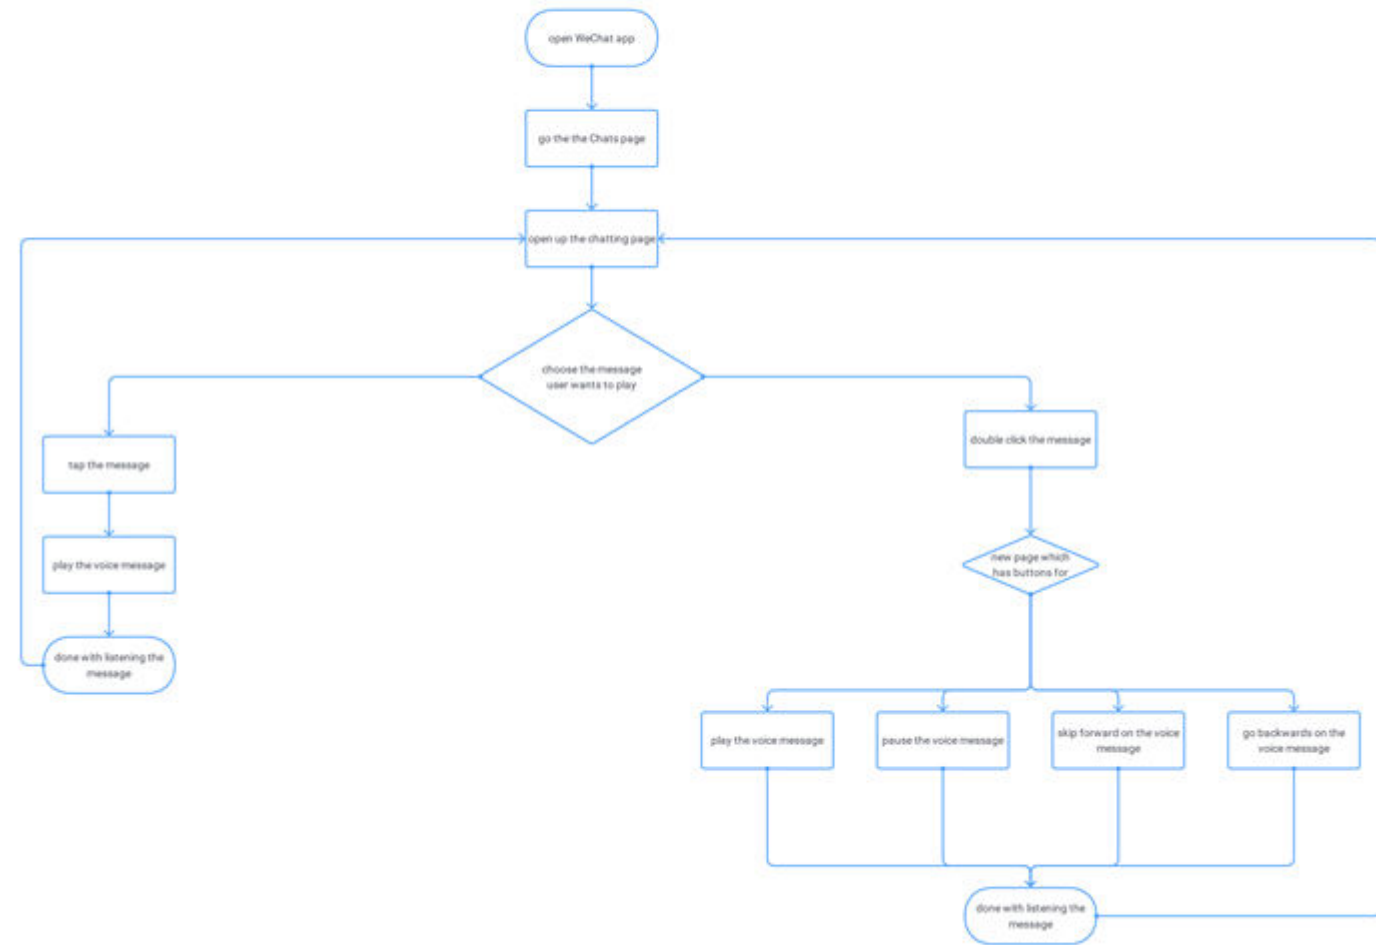 open WeChat app
go the the Chats page
open up the chatting page
choose the message
user wants to play
tap the message
play the voice message
done with listening the
message
double click the message
new page which
has buttons for
play the voice message
pause the voice message
skip forward on the voice
message
go backwards on the
voice message
done with listening the
message